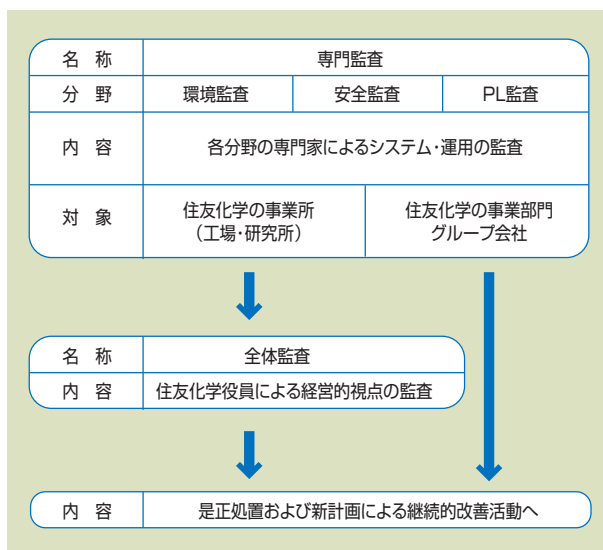 名 称 専門監査
分 野 環境監査 安全監査 PL監査
内 容 各分野の専門家によるシステム・運用の監査
対 象 住友化学の事業所 住友化学の事業部門
（工場・研究所） グループ会社
名 称 全体監査
内 容 住友化学役員による経営的視点の監査
内 容 是正処置および新計画による継続的改善活動へ